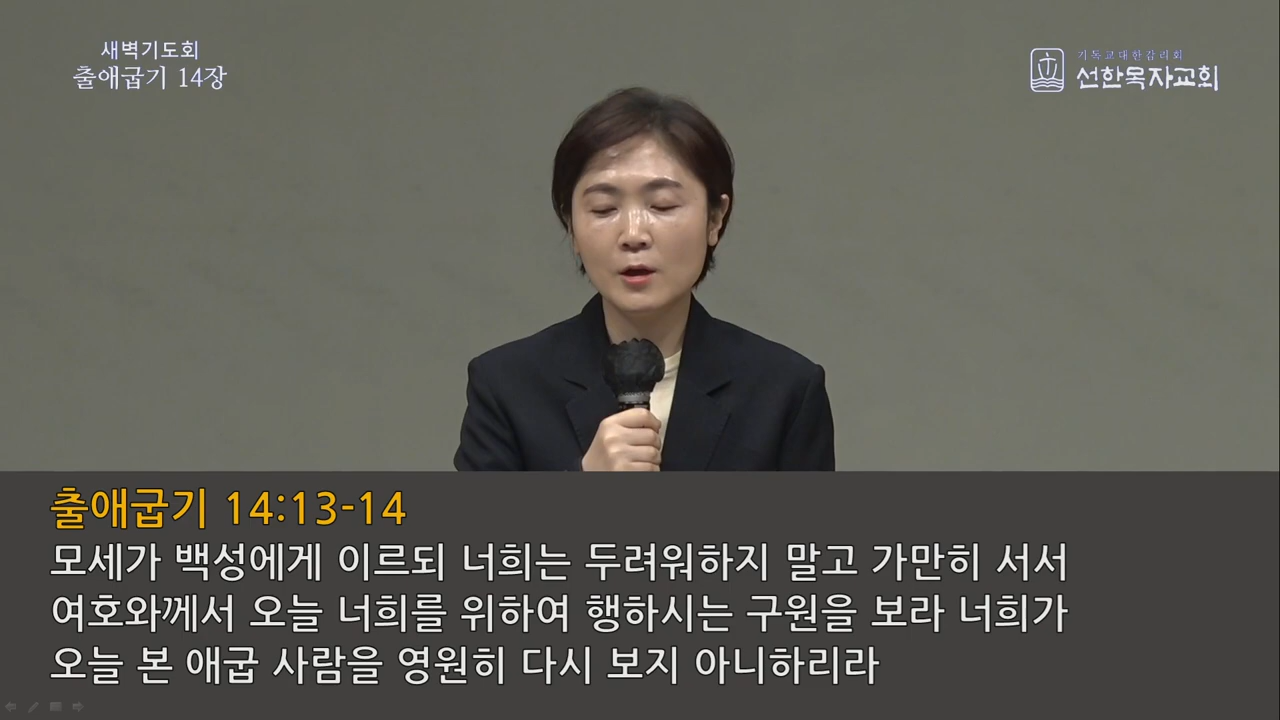 새벽기도회
출애굽기 14장
기독교대한감리회
선한목자교회
출애굽기 14:13-14
모세가 백성에게 이르되 너희는 두려워하지 말고 가만히 서서
여호와께서 오늘 너희를 위하여 행하시는 구원을 보라 너희가
오늘 본 애굽 사람을 영원히 다시 보지 아니하리라